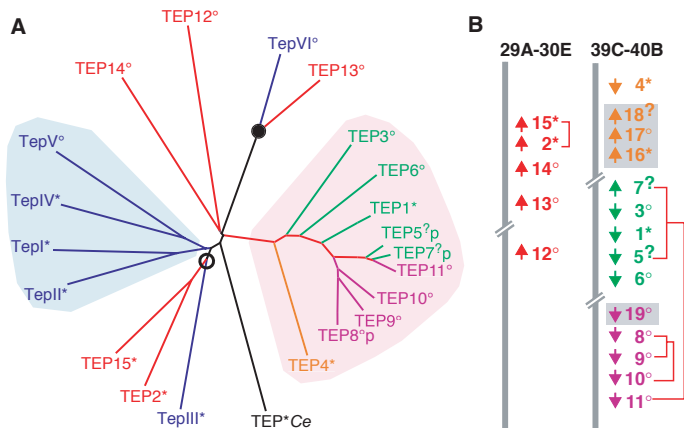 A
TEP12°
TepVI°
TEP14°
TEP13°
TepV°
TepIV*
TepI*
TepII*
TEP3°
TEP6°
TEP1*
TEP5?p
TEP7?p
TEP11°
TEP10°
TEP9°
TEP8°p
TEP4*
TEP15*
TEP2*
TepIII*
TEP*Ce
B
29A-30E 39C-40B
15*
2*
14°
13°
12°
4*
18?
17°
16*
7?
3°
1*
5?
6°
19°
8°
9°
10°
11°